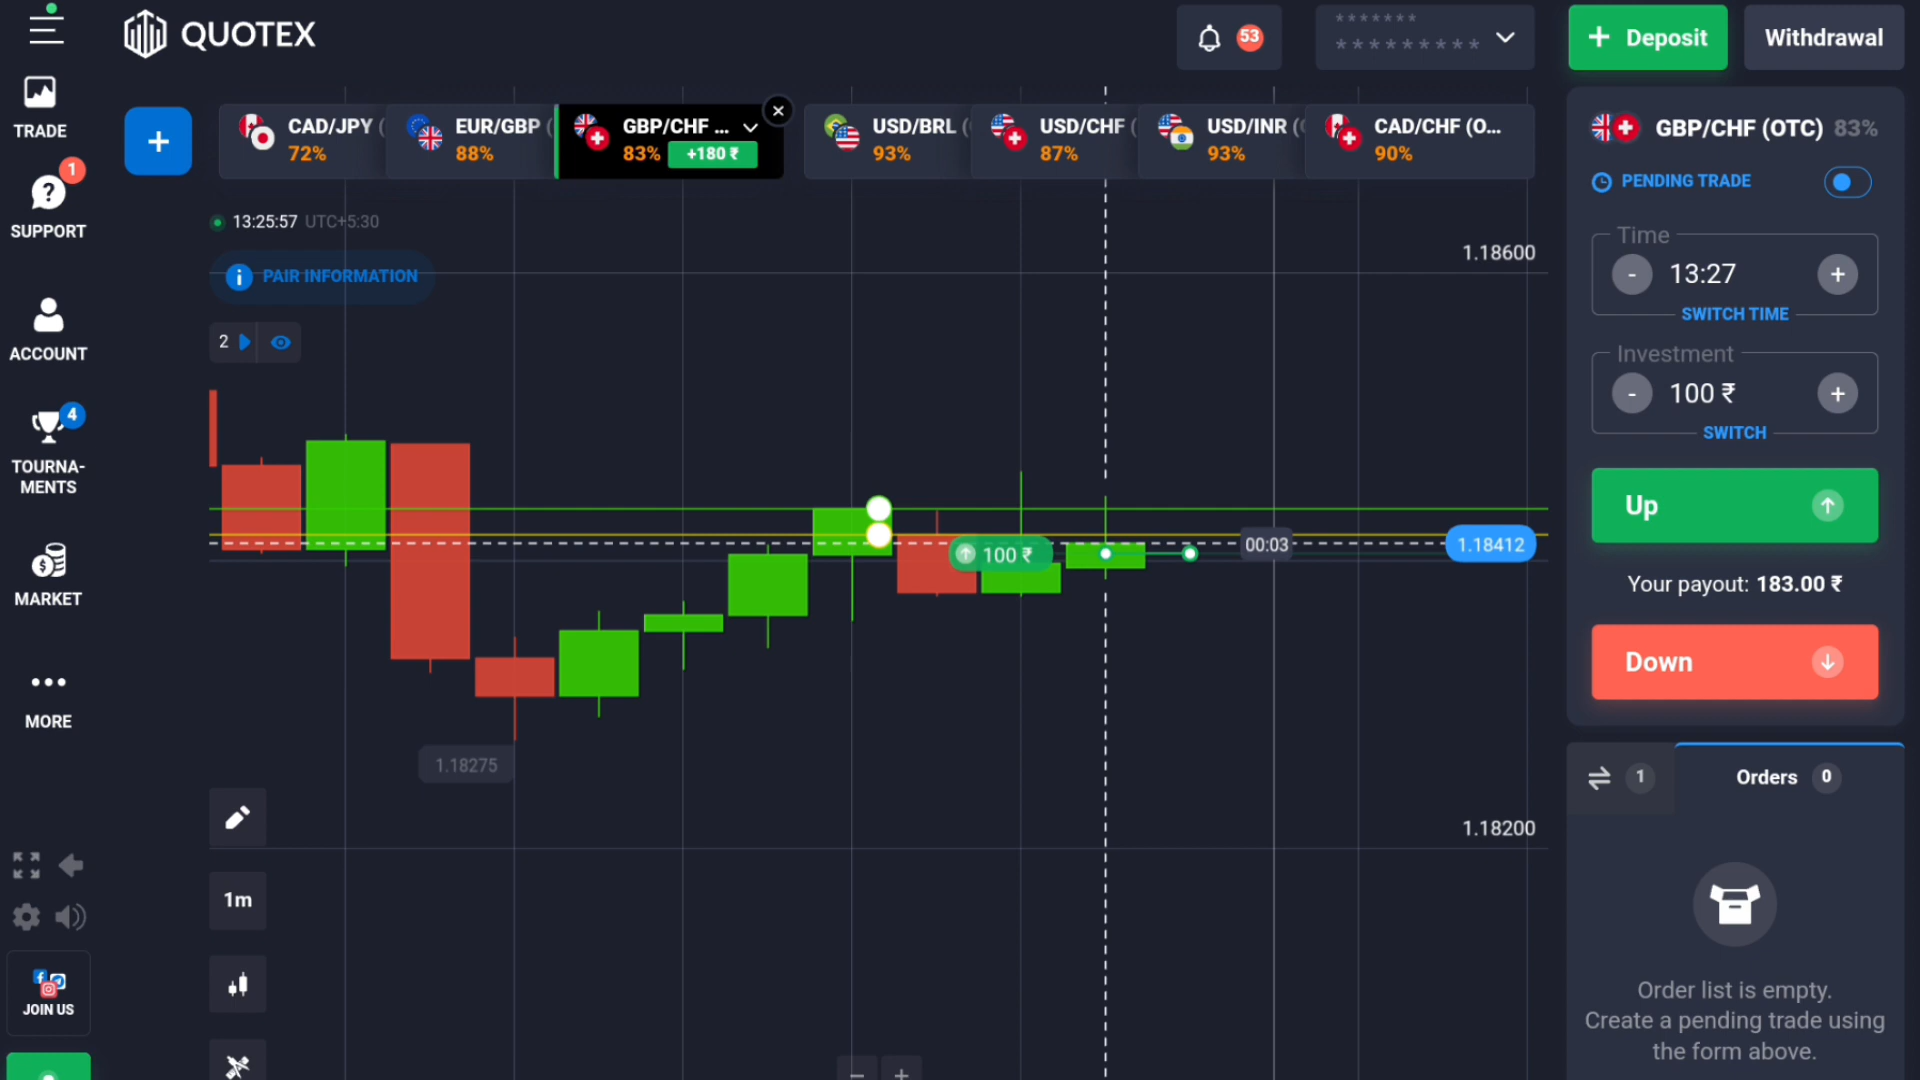 QUOTEX
53
*******
*********
+ Deposit
Withdrawal
TRADE
1
SUPPORT
ACCOUNT
4
TOURNA-
MENTS
MARKET
MORE
JOIN US
+
CAD/JPY (
72%
EUR/GBP (
88%
GBP/CHF ...
83% +180 ₹
USD/BRL (
93%
USD/CHF (
87%
USD/INR (
93%
CAD/CHF (O...
90%
13:25:57 UTC+5:30
PAIR INFORMATION
2
1.18600
100 ₹
00:03
1.18412
1.18275
1.18200
1m
GBP/CHF (OTC) 83%
PENDING TRADE
Time
- 13:27 +
SWITCH TIME
Investment
- 100 ₹ +
SWITCH
Up
Your payout: 183.00 ₹
Down
1
Orders 0
Order list is empty.
Create a pending trade using
the form above.